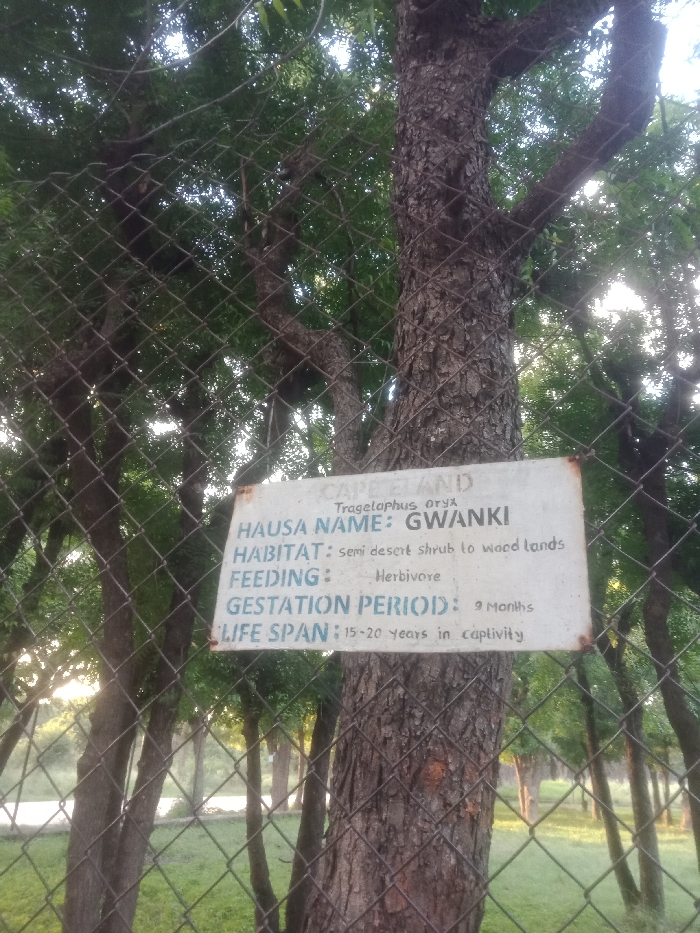 CAPE ELAND
Tragelaphus oryx
HAUSA NAME: GWANKI
HABITAT: Semi desert shrub to wood lands
FEEDING: Herbivore
GESTATION PERIOD: 9 Months
LIFE SPAN: 15-20 years in captivity